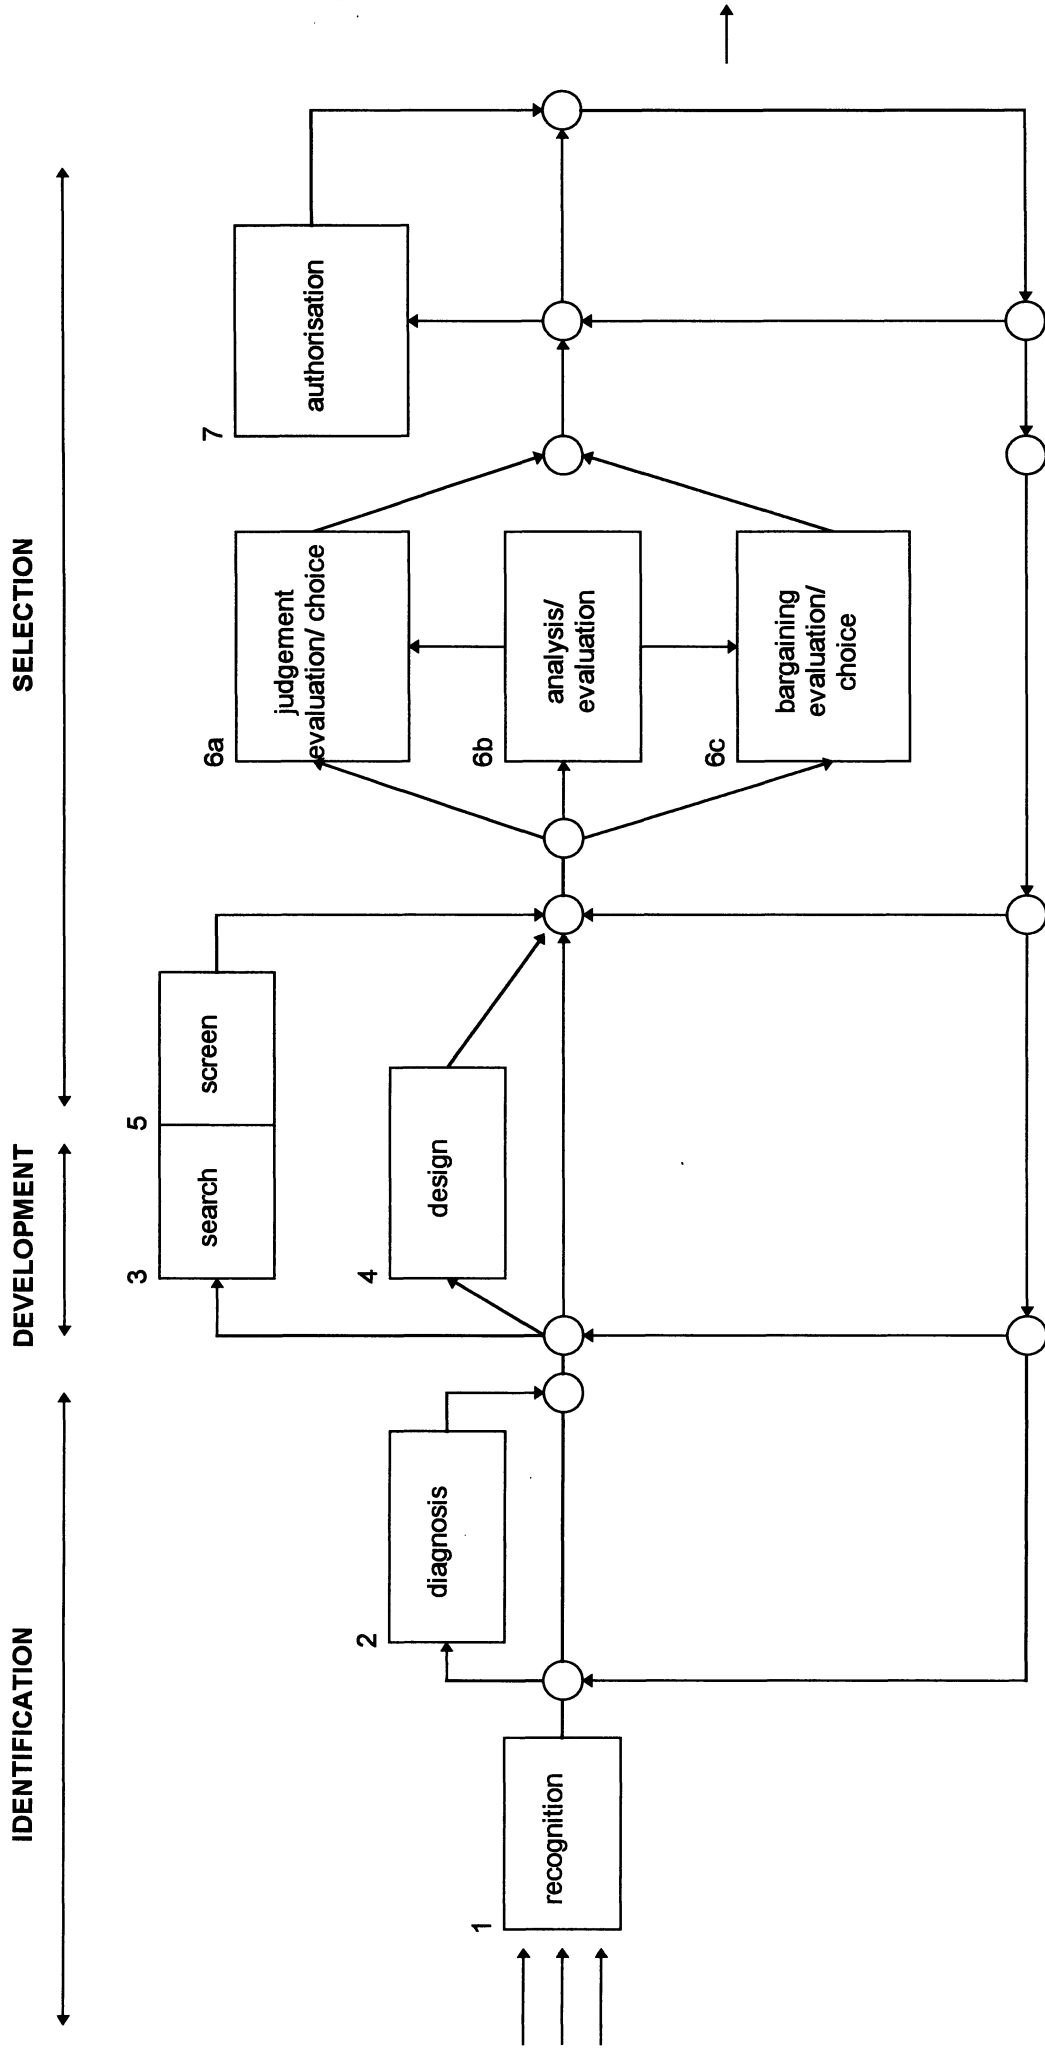 IDENTIFICATION
DEVELOPMENT
SELECTION
1
recognition
2
diagnosis
3
search
5
screen
4
design
6a
judgement
evaluation/ choice
6b
analysis/
evaluation
6c
bargaining
evaluation/
choice
7
authorisation